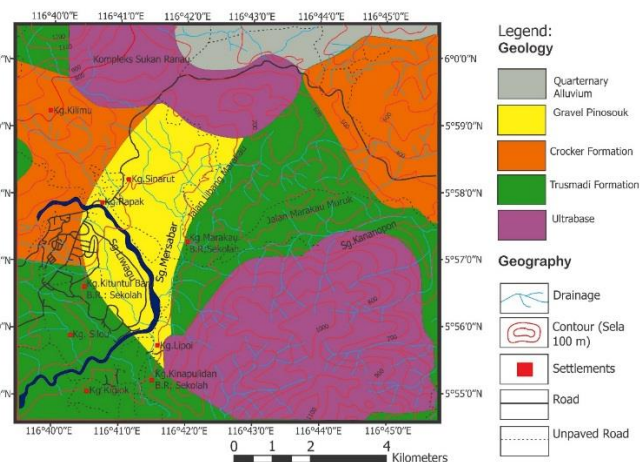 116°40'0"E 116°41'0"E 116°42'0"E 116°43'0"E 116°44'0"E 116°45'0"E
Legend:
Geology
Quarternary
Alluvium
Gravel Pinosouk
Crocker Formation
Trusmadi Formation
Ultrabase
Geography
Drainage
Contour (Sela
100 m)
Settlements
Road
Unpaved Road
Kompleks Sukan Ranau
Kg.Kilimu
Kg.Sinarut
Kg.Rapak
Jalan Marakau Muruk
Kg.Marakau
B.R.Sekolah
Sg.Kananopon
Sg.Liwagu
Sg.Mersabar
B.R.: Sekolah
Kg. Silou
Kg.Lipoi
Kg.Kinapulidan
B.R; Sekolah
6°0'0"N
5°59'0"N
5°58'0"N
5°57'0"N
5°56'0"N
5°55'0"N
116°40'0"E 116°41'0"E 116°42'0"E 116°43'0"E 116°44'0"E 116°45'0"E
0 1 2 4
Kilometers